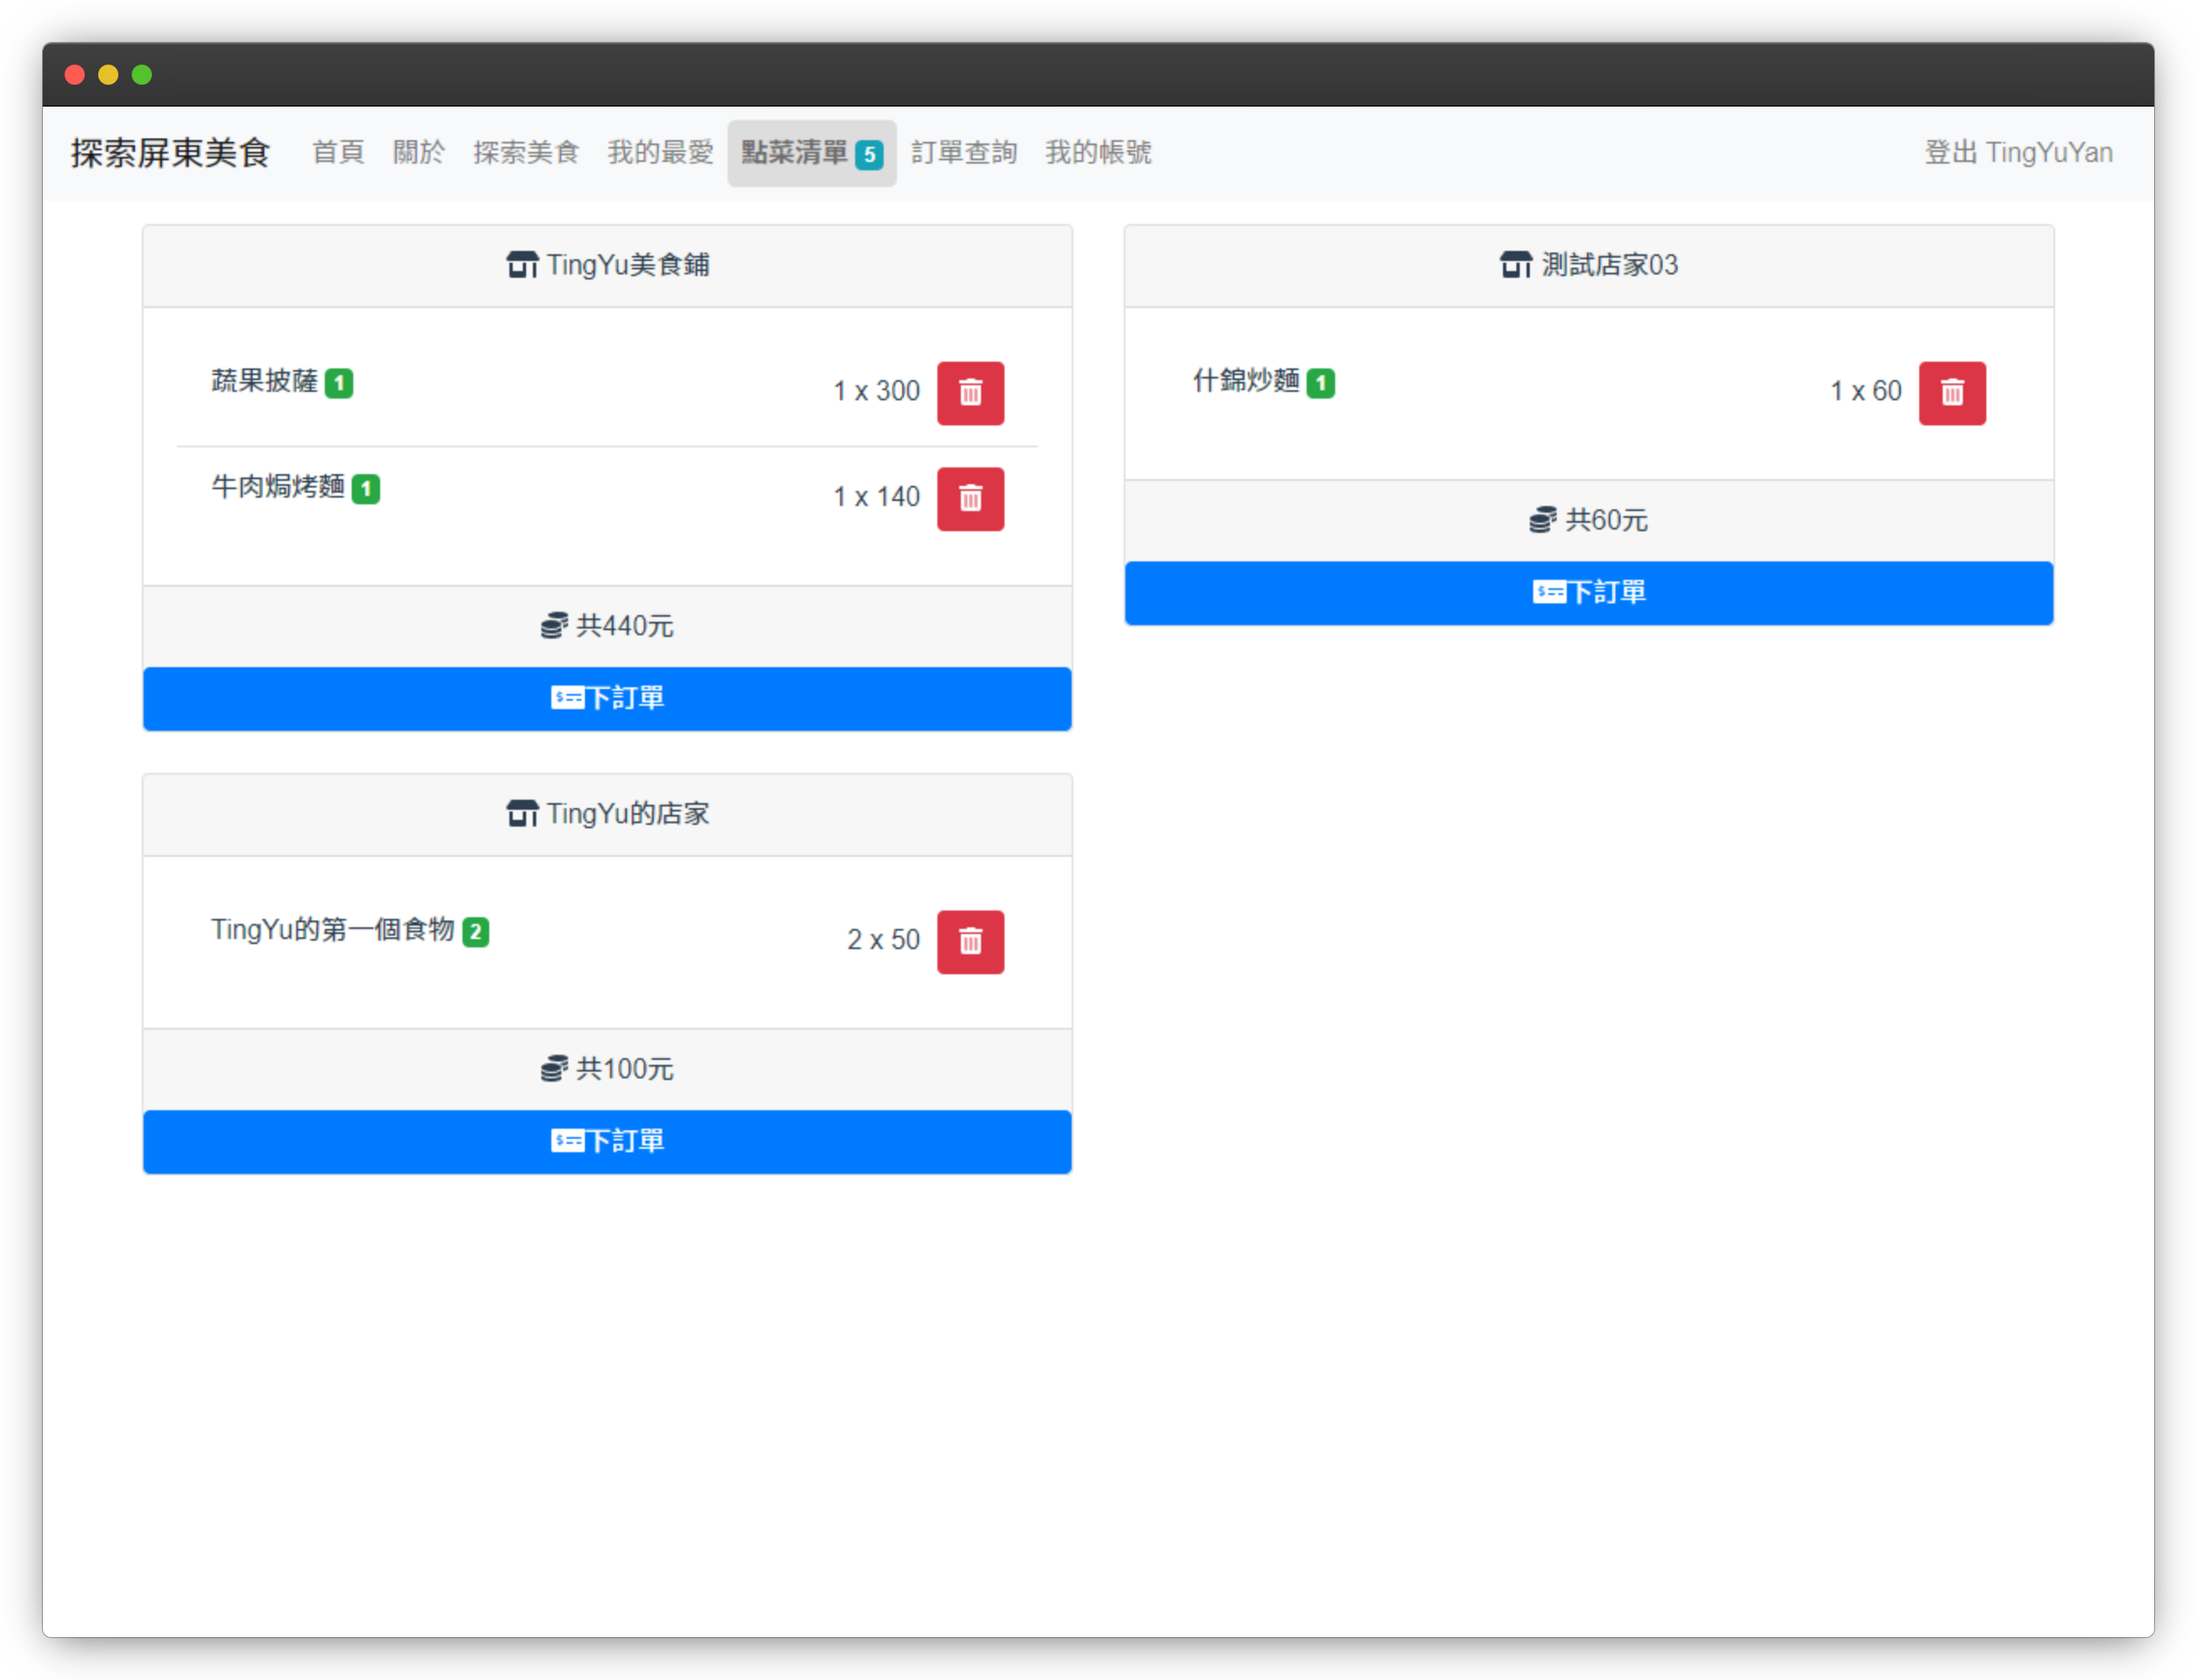 探索屏東美食 首頁 關於 探索美食 我的最愛 點菜清單 5 訂單查詢 我的帳號 登出 TingYuYan
TingYu美食鋪
蔬果披薩 1 1 x 300
牛肉焗烤麵 1 1 x 140
共440元
下訂單
測試店家03
什錦炒麵 1 1 x 60
共60元
下訂單
TingYu的店家
TingYu的第一個食物 2 2 x 50
共100元
下訂單